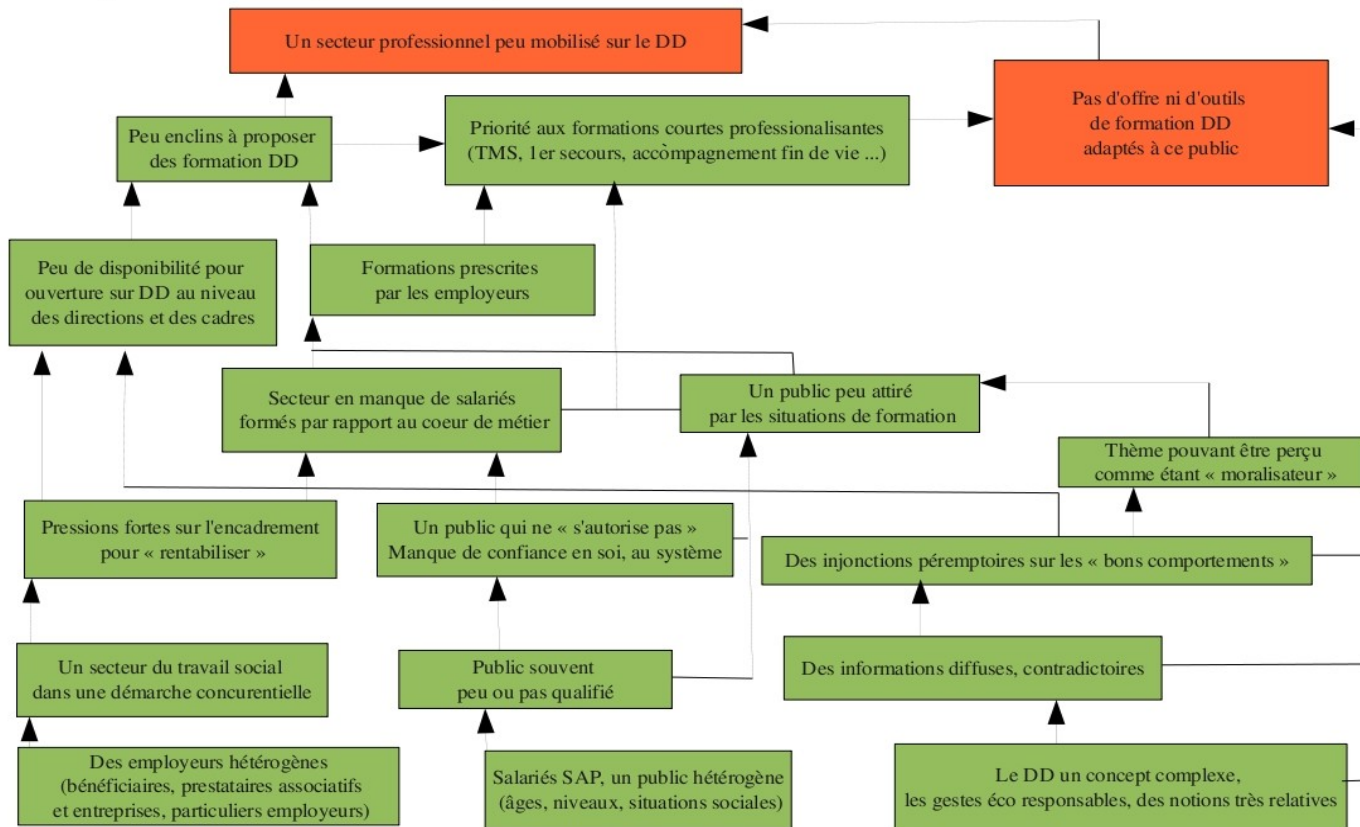 Un secteur professionnel peu mobilisé sur le DD
Pas d'offre ni d'outils
de formation DD
adaptés à ce public
Peu enclins à proposer
des formation DD
Priorité aux formations courtes professionalisantes
(TMS, 1er secours, accòmpagnement fin de vie ...)
Peu de disponibilité pour
ouverture sur DD au niveau
des directions et des cadres
Formations prescrites
par les employeurs
Secteur en manque de salariés
formés par rapport au coeur de métier
Un public peu attiré
par les situations de formation
Thème pouvant être perçu
comme étant « moralisateur »
Pressions fortes sur l'encadrement
pour « rentabiliser »
Un public qui ne « s'autorise pas »
Manque de confiance en soi, au système
Des injonctions péremptoires sur les « bons comportements »
Un secteur du travail social
dans une démarche concurentielle
Public souvent
peu ou pas qualifié
Des informations diffuses, contradictoires
Des employeurs hétérogènes
(bénéficiaires, prestataires associatifs
et entreprises, particuliers employeurs)
Salariés SAP, un public hétérogène
(âges, niveaux, situations sociales)
Le DD un concept complexe,
les gestes éco responsables, des notions très relatives